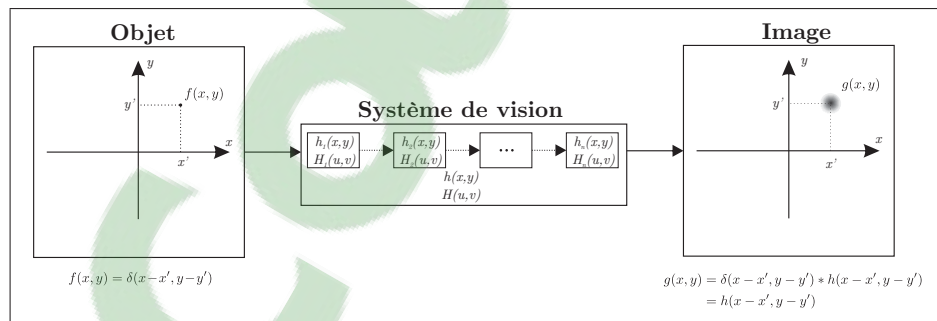 Objet
y
f(x, y)
y'
x
x'
f(x, y) = δ(x−x′, y−y′)
Système de vision
h₁(x,y)
H₁(u,v)
h₂(x,y)
H₂(u,v)
...
hₙ(x,y)
Hₙ(u,v)
h(x,y)
H(u,v)
Image
y
g(x, y)
y'
x
x'
g(x, y) = δ(x − x′, y − y′) ∗ h(x − x′, y − y′)
= h(x − x′, y − y′)